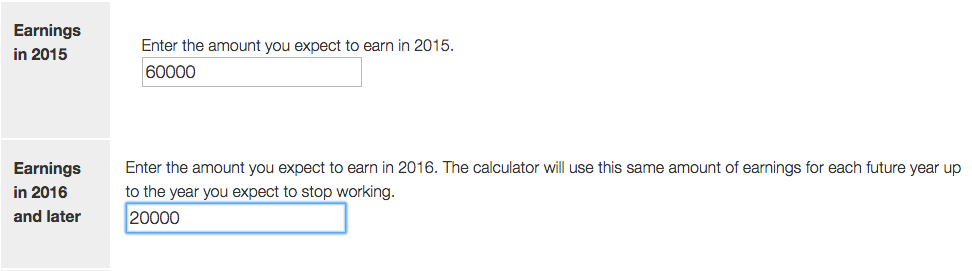 Earnings
in 2015
Enter the amount you expect to earn in 2015.
60000
Earnings
in 2016
and later
Enter the amount you expect to earn in 2016. The calculator will use this same amount of earnings for each future year up
to the year you expect to stop working.
20000